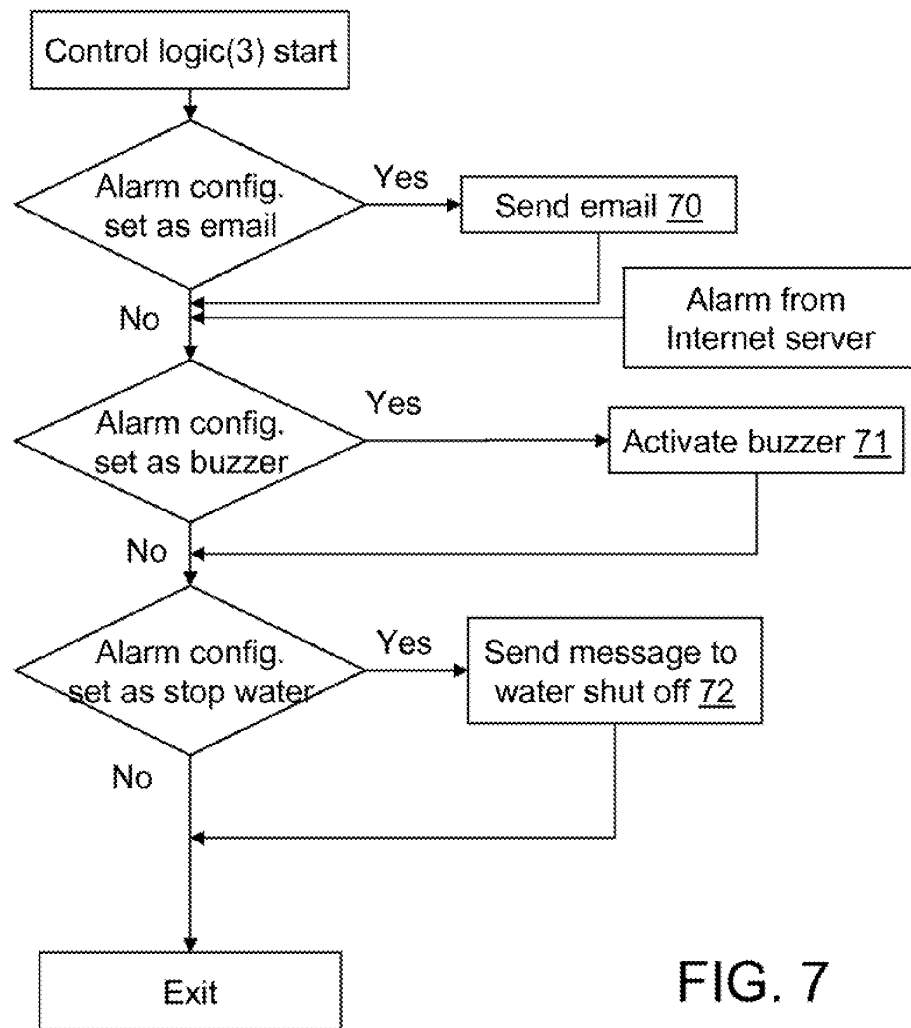 Control logic(3) start
Alarm config.
set as email
Yes
Send email 70
No
Alarm from
Internet server
Alarm config.
set as buzzer
Yes
Activate buzzer 71
No
Alarm config.
set as stop water
Yes
Send message to
water shut off 72
No
Exit
FIG. 7